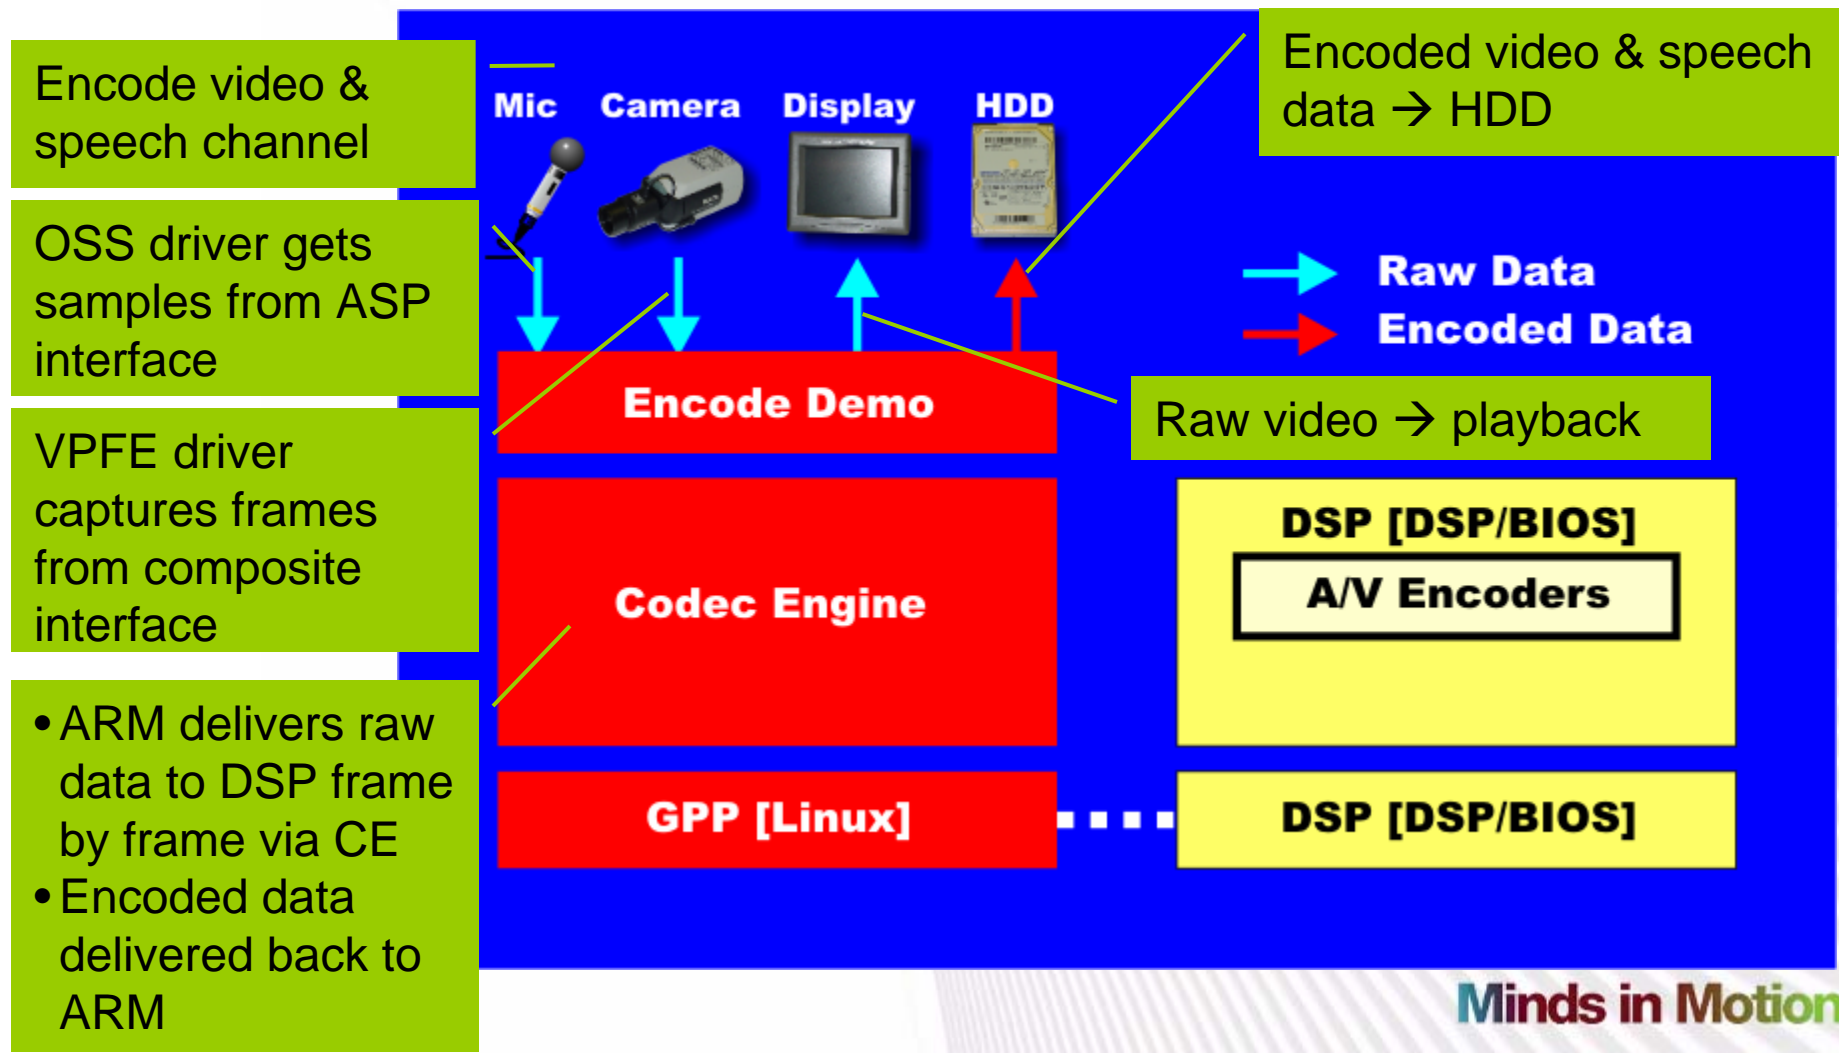 Encode video &
speech channel
OSS driver gets
samples from ASP
interface
VPFE driver
captures frames
from composite
interface
• ARM delivers raw
data to DSP frame
by frame via CE
• Encoded data
delivered back to
ARM
Mic Camera Display HDD
Encoded video & speech
data → HDD
Raw Data
Encoded Data
Raw video → playback
Encode Demo
Codec Engine
GPP [Linux]
DSP [DSP/BIOS]
A/V Encoders
DSP [DSP/BIOS]
Minds in Motion